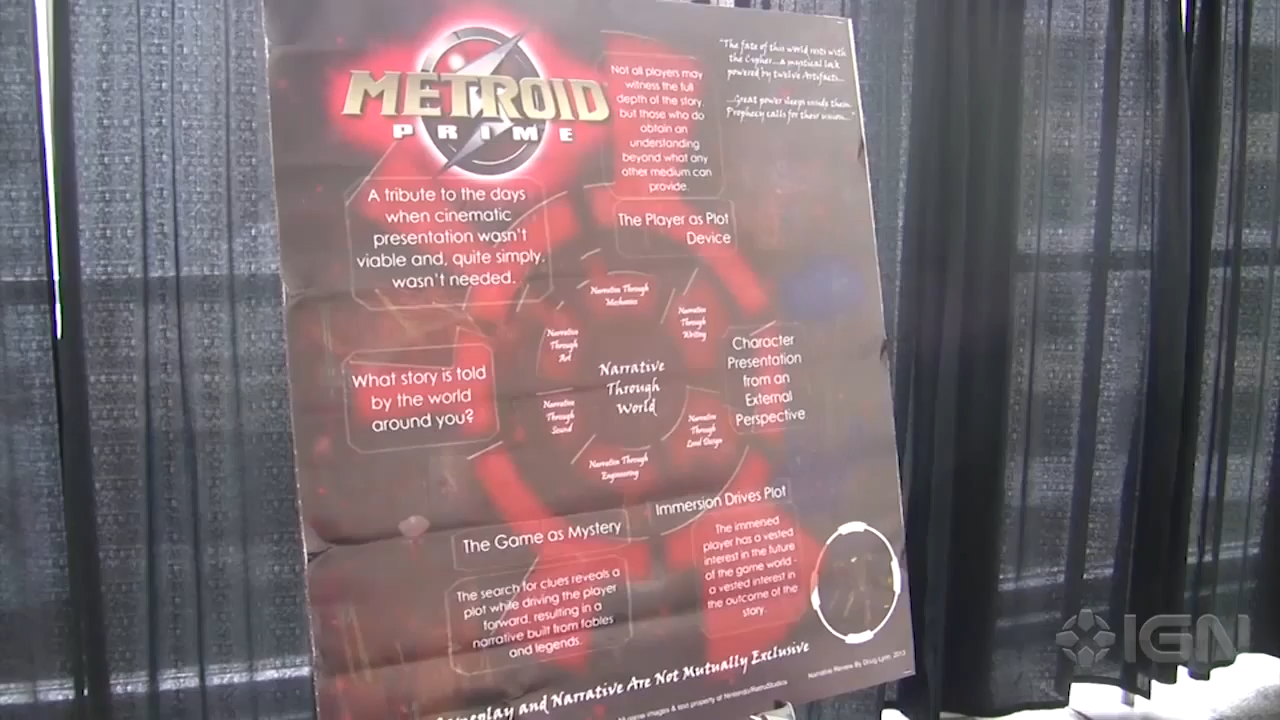 METROID
PRIME
A tribute to the days
when cinematic
presentation wasn't
viable and, quite simply,
wasn't needed.
Not all players may
witness the full
depth of the story,
but those who do
obtain an
understanding
beyond what any
other medium can
provide.
"The fate of this world rests with
the Cypher...a mystical lock
powered by twelve Artifacts...
...Great power sleeps inside them
Prophecy calls for their union..."
The Player as Plot
Device
Narrative Through
Mechanics
Narrative
Through
Writing
Narrative
Through
Art
Narrative
Through
World
Character
Presentation
from an
External
Perspective
What story is told
by the world
around you?
Narrative
Through
Sound
Narrative
Through
Level Design
Narrative Through
Engineering
Immersion Drives Plot
The immersed
player has a vested
interest in the future
of the game world -
a vested interest in
the outcome of the
story.
The Game as Mystery
The search for clues reveals a
plot while driving the player
forward, resulting in a
narrative built from fables
and legends.
and Narrative Are Not Mutually Exclusive
images & text property of Nintendo/RetroStudios
Narrative Review By Doug Lynn, 2013
IGN